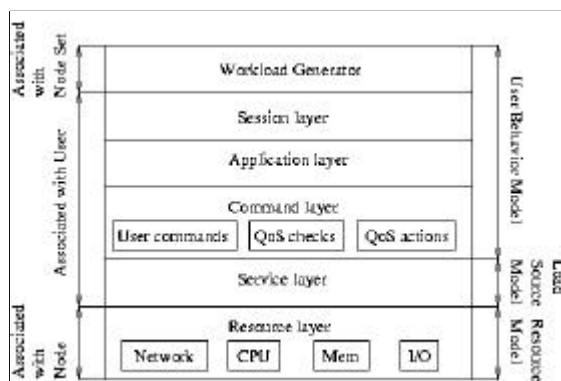 Associated
with
Node Set
Workload Generator
Session layer
Application layer
Command layer
User commands
QoS checks
QoS actions
Associated with User
User Behavior Model
Service layer
Load
Source
Model
Resource layer
Network
CPU
Mem
I/O
Associated
with
Node
Resource
Model